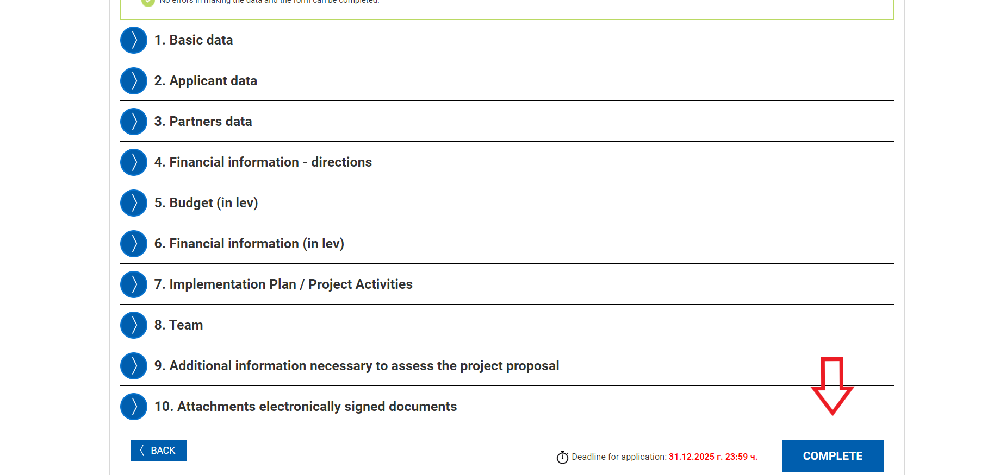 No errors in making the data and the form can be completed.
1. Basic data
2. Applicant data
3. Partners data
4. Financial information - directions
5. Budget (in lev)
6. Financial information (in lev)
7. Implementation Plan / Project Activities
8. Team
9. Additional information necessary to assess the project proposal
10. Attachments electronically signed documents
BACK
Deadline for application: 31.12.2025 г. 23:59 ч.
COMPLETE